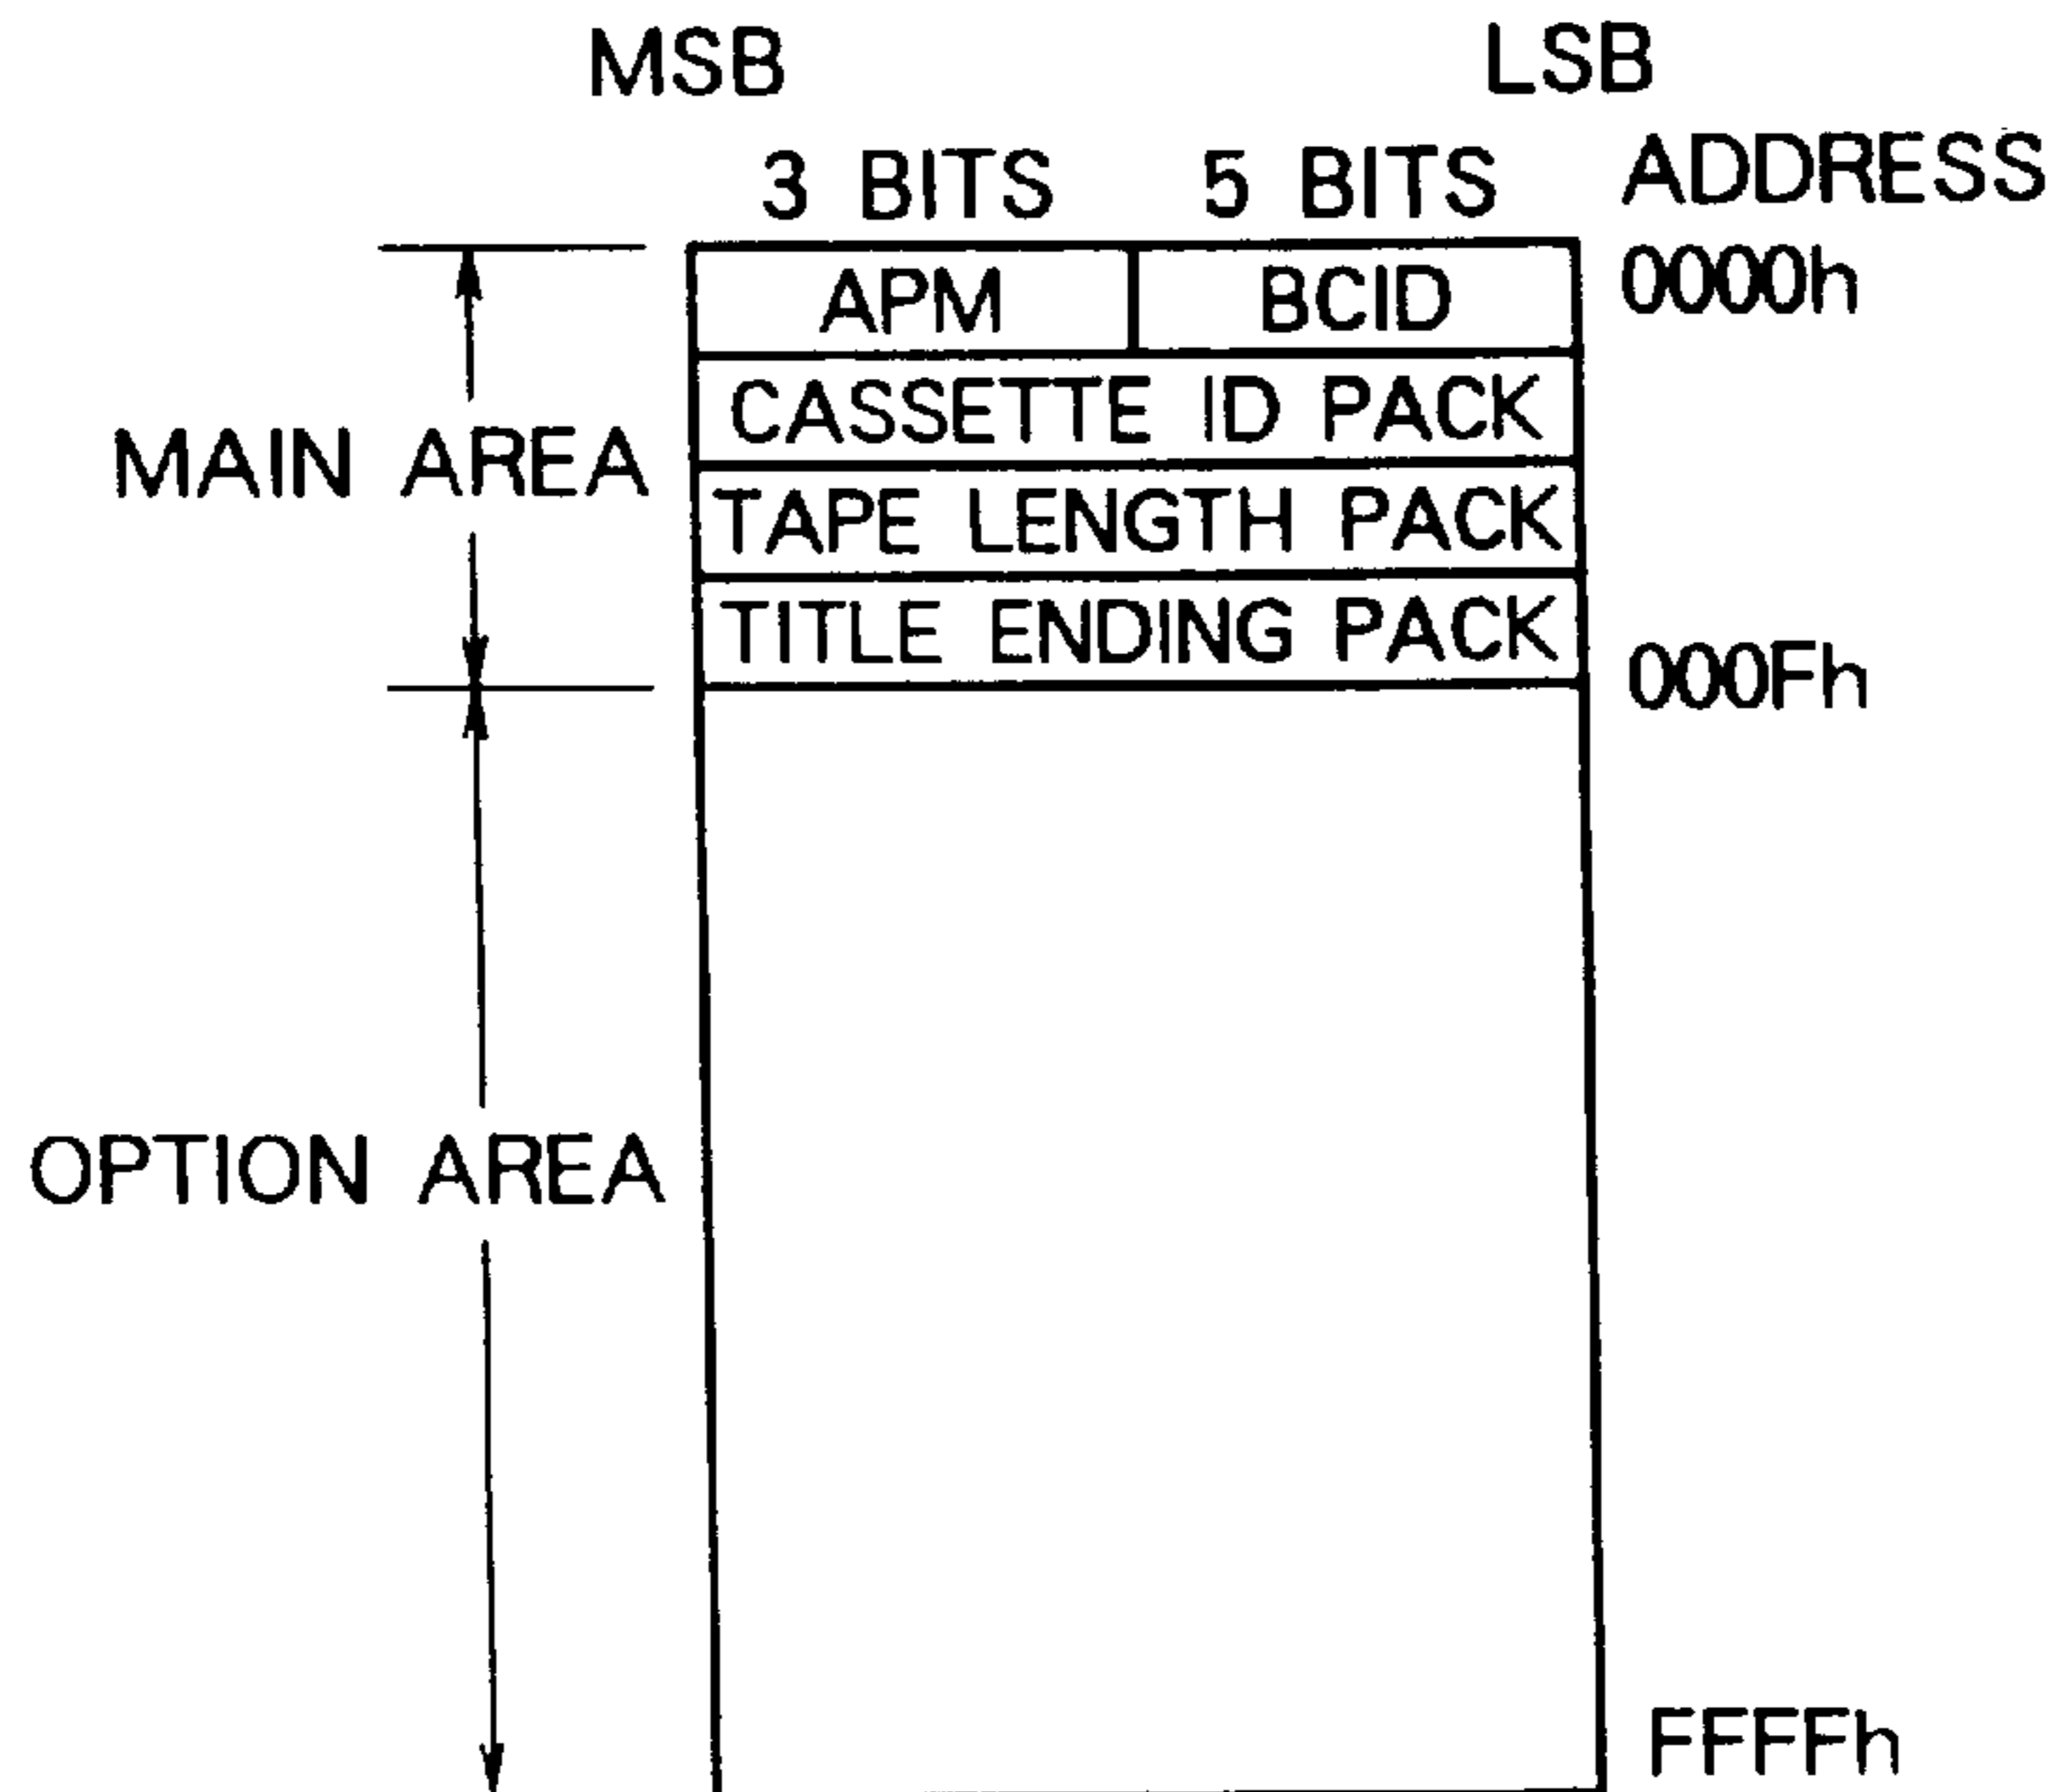 MSB LSB
3 BITS 5 BITS ADDRESS
APM BCID 0000h
CASSETTE ID PACK
MAIN AREA
TAPE LENGTH PACK
TITLE ENDING PACK
000Fh
OPTION AREA
FFFFh